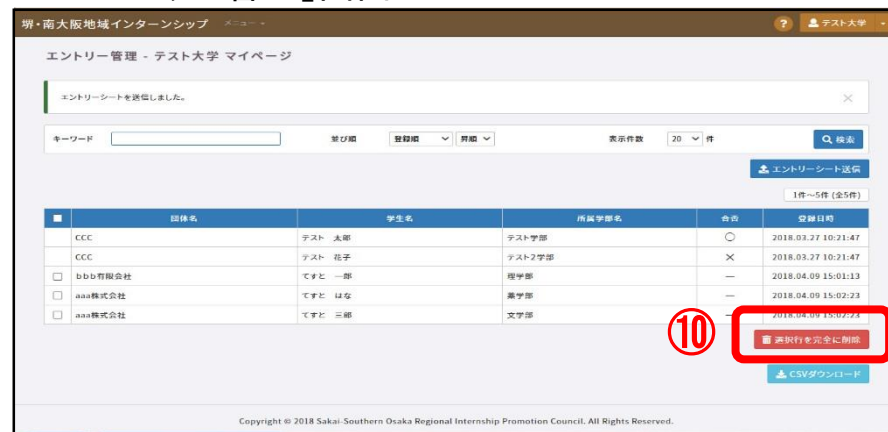 堺・南大阪地域インターンシップ メニュー
? テスト大学
エントリー管理 - テスト大学 マイページ
エントリーシートを送信しました。 ×
キーワード 並び順 登録順 昇順 表示件数 20 件 検索
エントリーシート送信
1件~5件 (全5件)
団体名 学生名 所属学部名 合否 登録日時
CCC テスト 太郎 テスト学部 ○ 2018.03.27 10:21:47
CCC テスト 花子 テスト2学部 × 2018.03.27 10:21:47
bbb有限会社 てすと 一郎 理学部 — 2018.04.09 15:01:13
aaa株式会社 てすと はな 薬学部 — 2018.04.09 15:02:23
aaa株式会社 てすと 三郎 文学部 — 2018.04.09 15:02:23
⑩ 選択行を完全に削除
CSVダウンロード
Copyright © 2018 Sakai-Southern Osaka Regional Internship Promotion Council. All Rights Reserved.